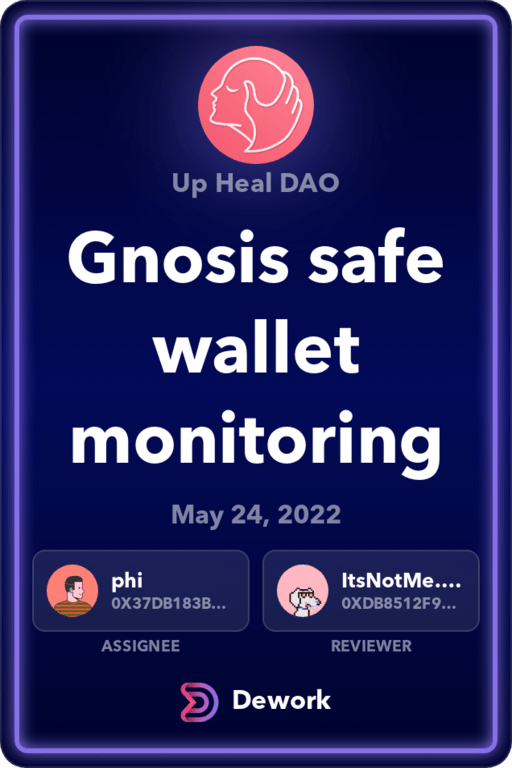 Up Heal DAO
Gnosis safe
wallet
monitoring
May 24, 2022
phi
0X37DB183B...
ASSIGNEE
ItsNotMe....
0XDB8512F9...
REVIEWER
Dework